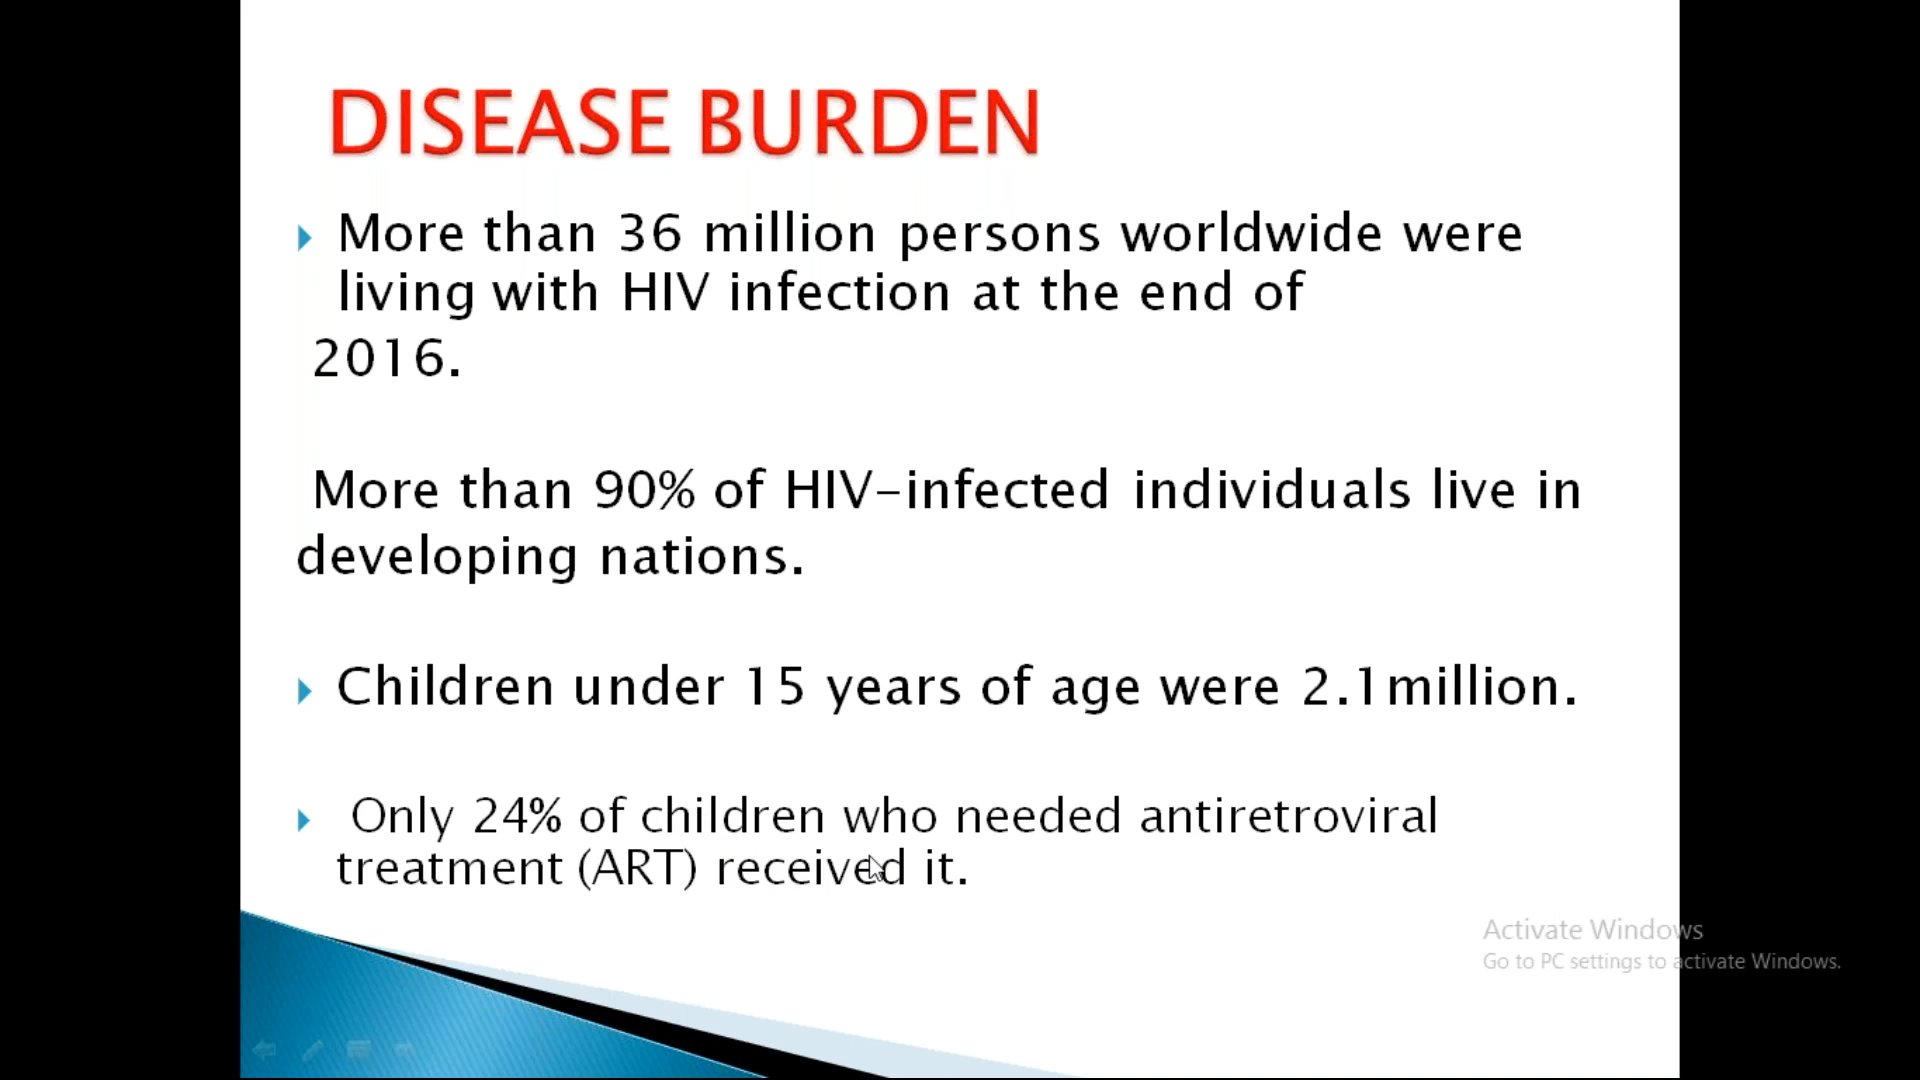 DISEASE BURDEN
More than 36 million persons worldwide were
living with HIV infection at the end of
2016.
More than 90% of HIV-infected individuals live in
developing nations.
Children under 15 years of age were 2.1million.
Only 24% of children who needed antiretroviral
treatment (ART) received it.
Activate Windows
Go to PC settings to activate Windows.